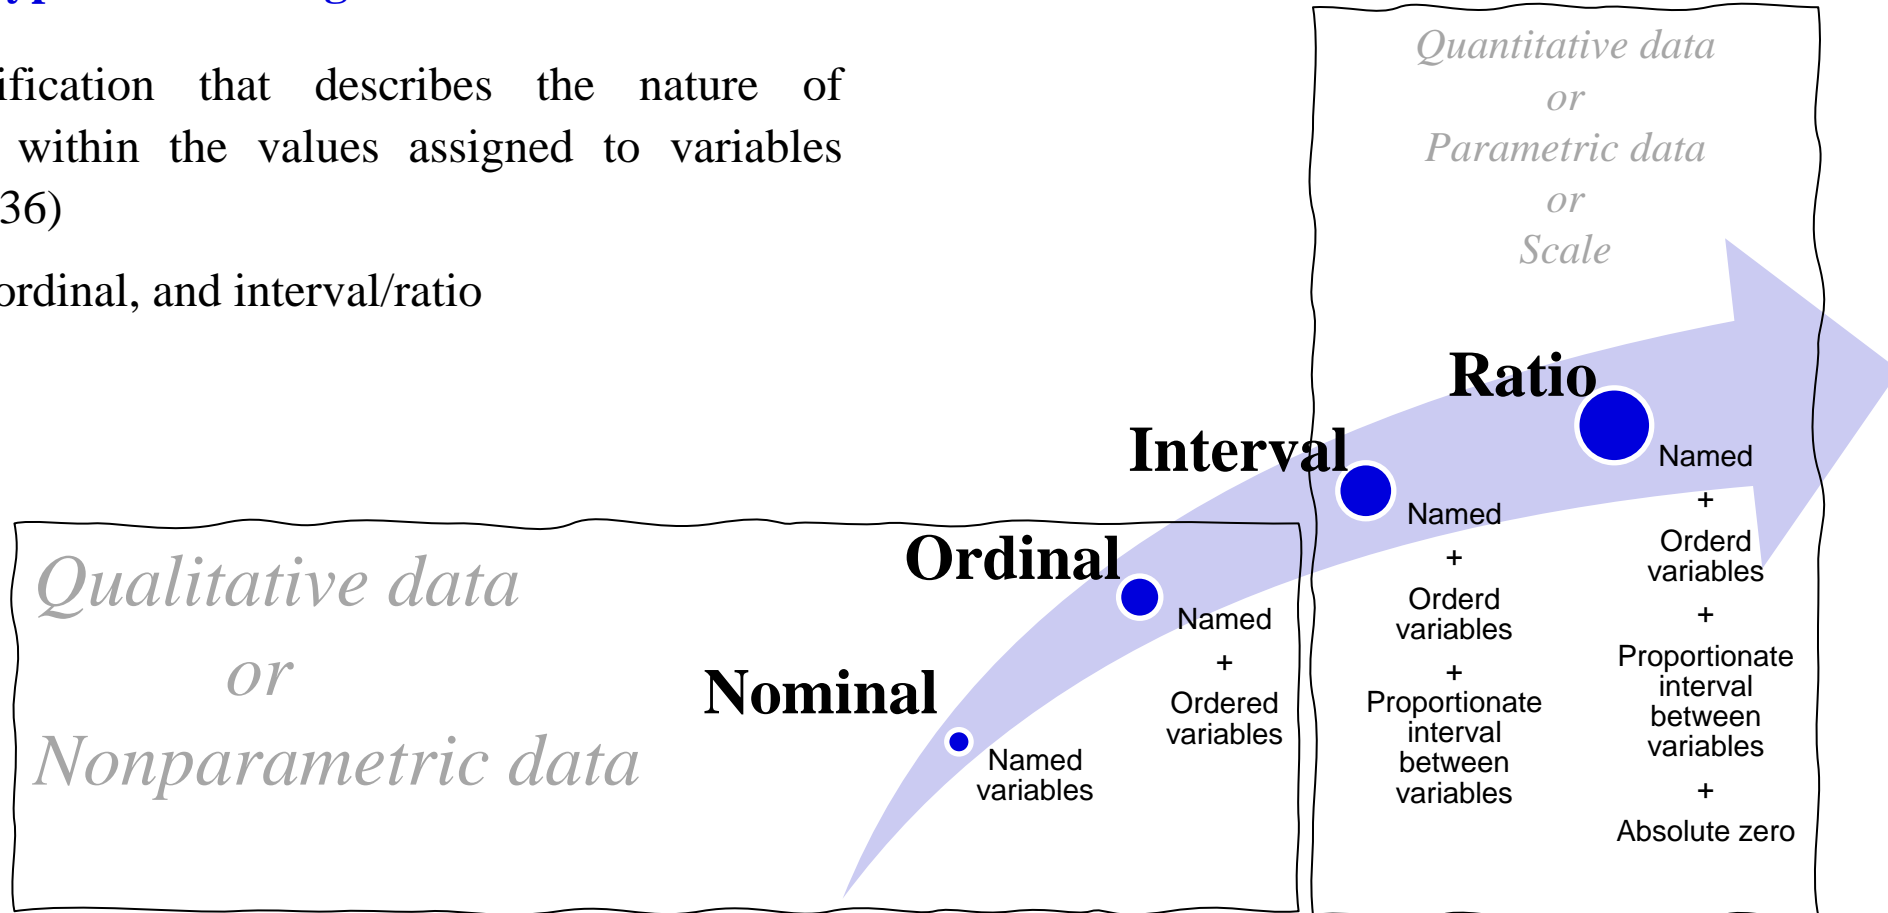 that describes the nature of
within the values assigned to variables
36)
ordinal, and interval/ratio
Quantitative data
or
Parametric data
or
Scale
Qualitative data
or
Nonparametric data
Nominal
Named
variables
Ordinal
Named
+
Ordered
variables
Interval
Named
+
Orderd
variables
+
Proportionate
interval
between
variables
Ratio
Named
+
Orderd
variables
+
Proportionate
interval
between
variables
+
Absolute zero